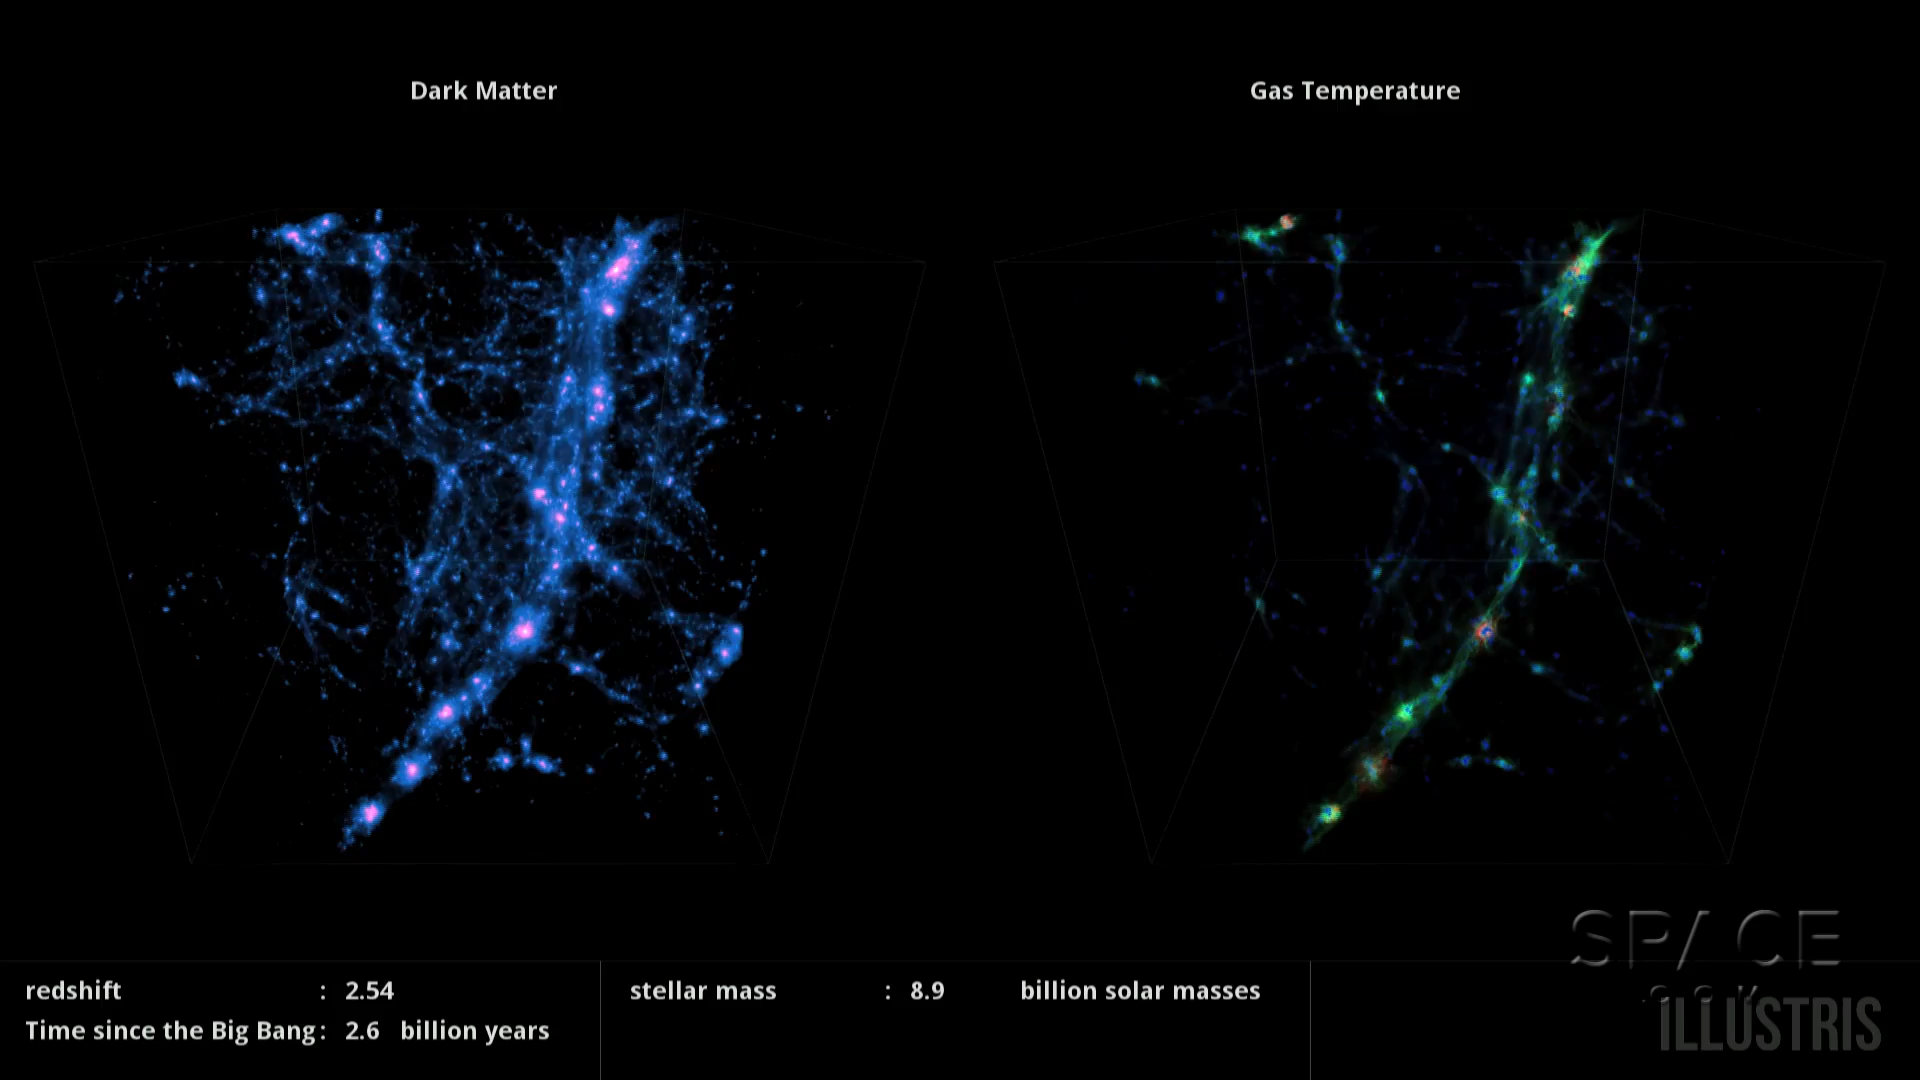 Dark Matter
Gas Temperature
redshift : 2.54
Time since the Big Bang : 2.6 billion years
stellar mass : 8.9 billion solar masses
SPACE
.com
ILLUSTRIS